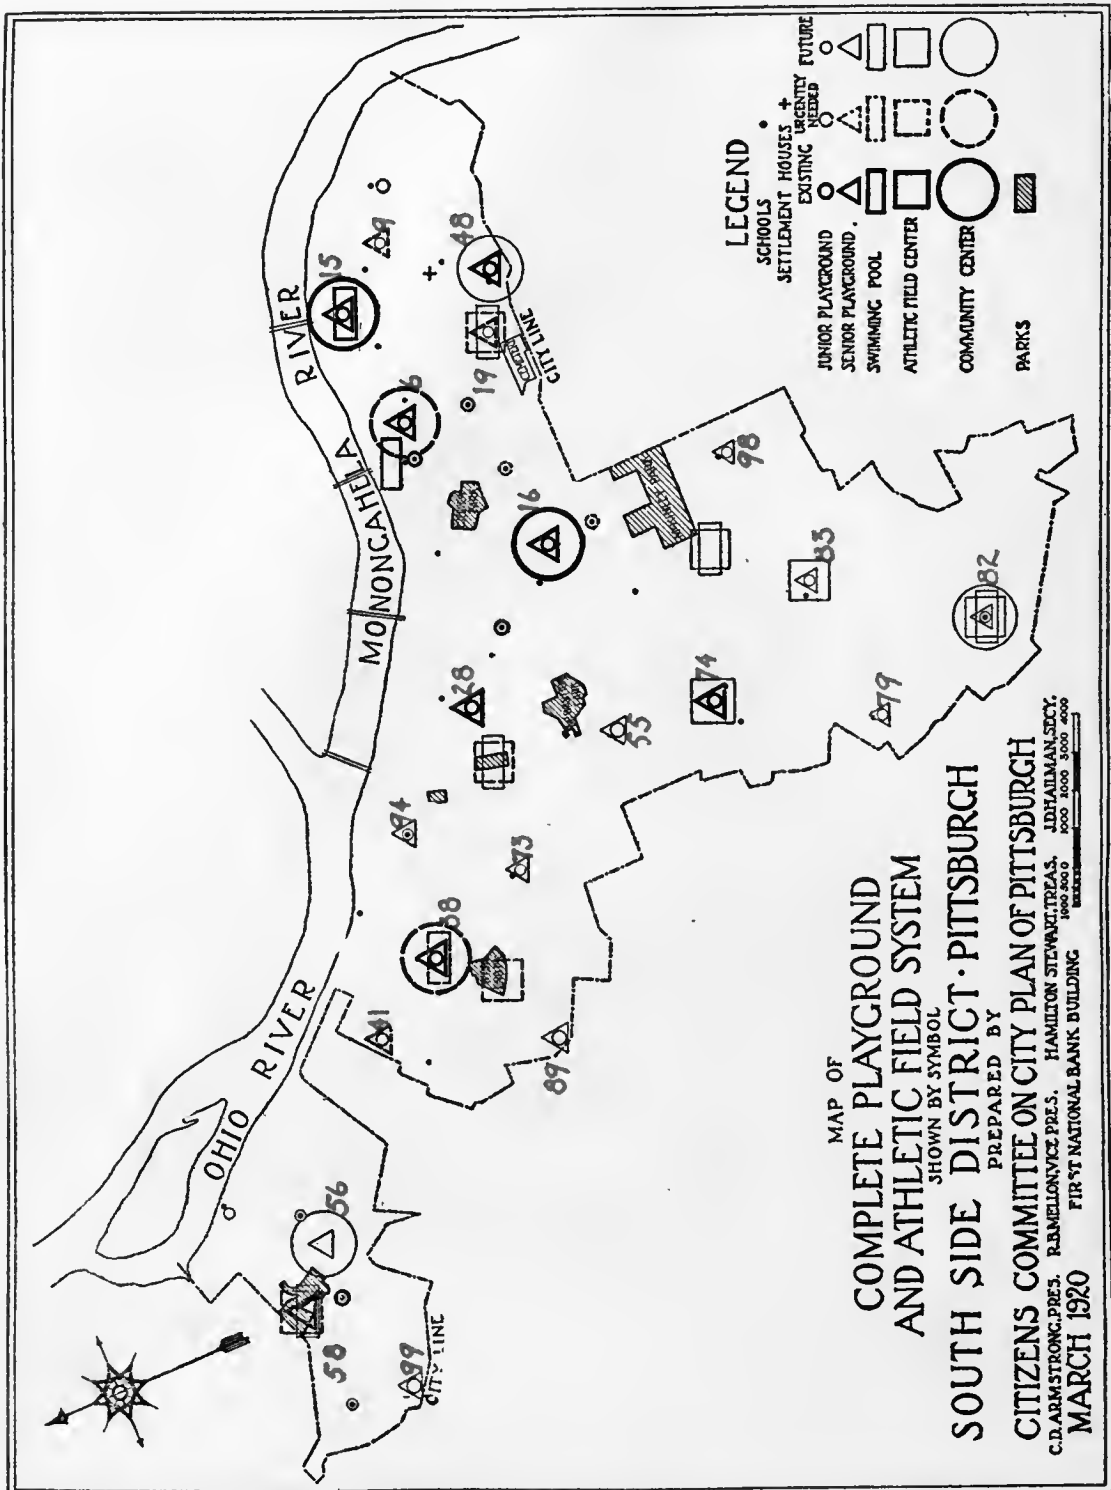 MAP OF
COMPLETE PLAYGROUND
AND ATHLETIC FIELD SYSTEM
SHOWN BY SYMBOL
SOUTH SIDE DISTRICT · PITTSBURGH
PREPARED BY
CITIZENS COMMITTEE ON CITY PLAN OF PITTSBURGH
C.D. ARMSTRONG, PRES. R.B. MELLON, VICE PRES. HAMILTON STEWART, TREAS. J.D. HAILMAN, SECY.
MARCH 1920 FIRST NATIONAL BANK BUILDING
LEGEND
SCHOOLS
SETTLEMENT HOUSES +
EXISTING URGENTLY NEEDED FUTURE
JUNIOR PLAYGROUND
SENIOR PLAYGROUND.
SWIMMING POOL
ATHLETIC FIELD CENTER
COMMUNITY CENTER
PARKS
OHIO RIVER
MONONGAHELA RIVER
CITY LINE
CITY LINE
58
99
56
41
89
38
94
73
28
55
74
79
82
83
98
16
6
15
19
48
9